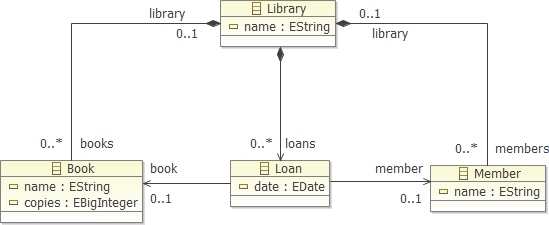 library
Library
0..1
name : EString
0..1
library
0..*
books
0..*
loans
0..*
members
Book
name : EString
copies : EBigInteger
book
0..1
Loan
date : EDate
member
0..1
Member
name : EString